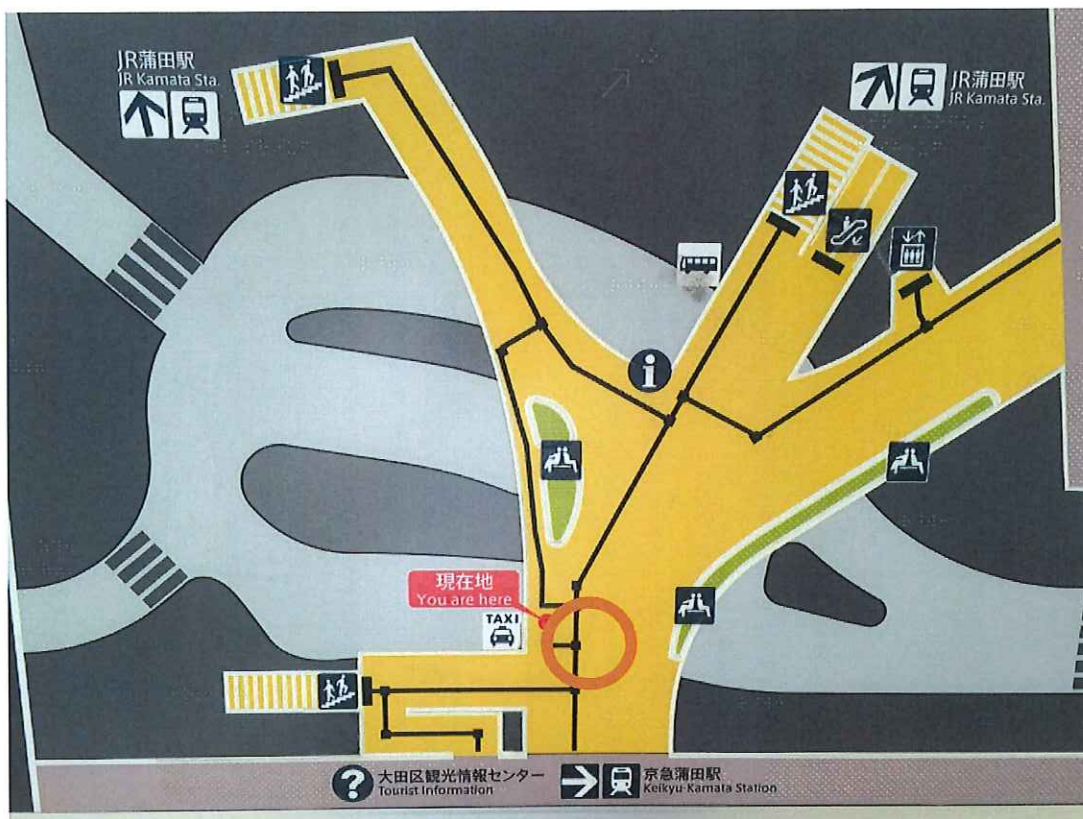 JR蒲田駅
JR Kamata Sta.
JR蒲田駅
JR Kamata Sta.
i
現在地
You are here
TAXI
?
大田区観光情報センター
Tourist Information
京急蒲田駅
Keikyu-Kamata Station